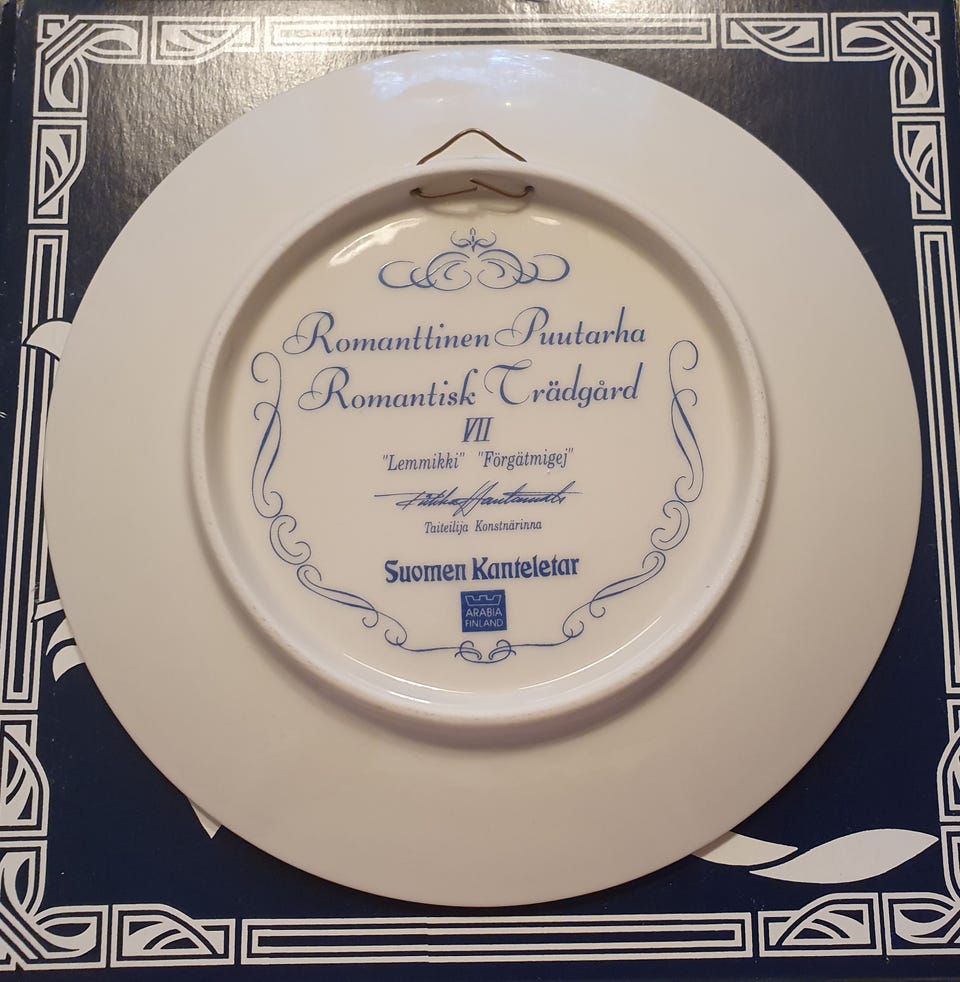 Romanttinen Puutarha
Romantisk Trädgård
VII
"Lemmikki" "Förgätmigej"
Taiteilija Konstnärinna
Suomen Kanteletar
ARABIA
FINLAND